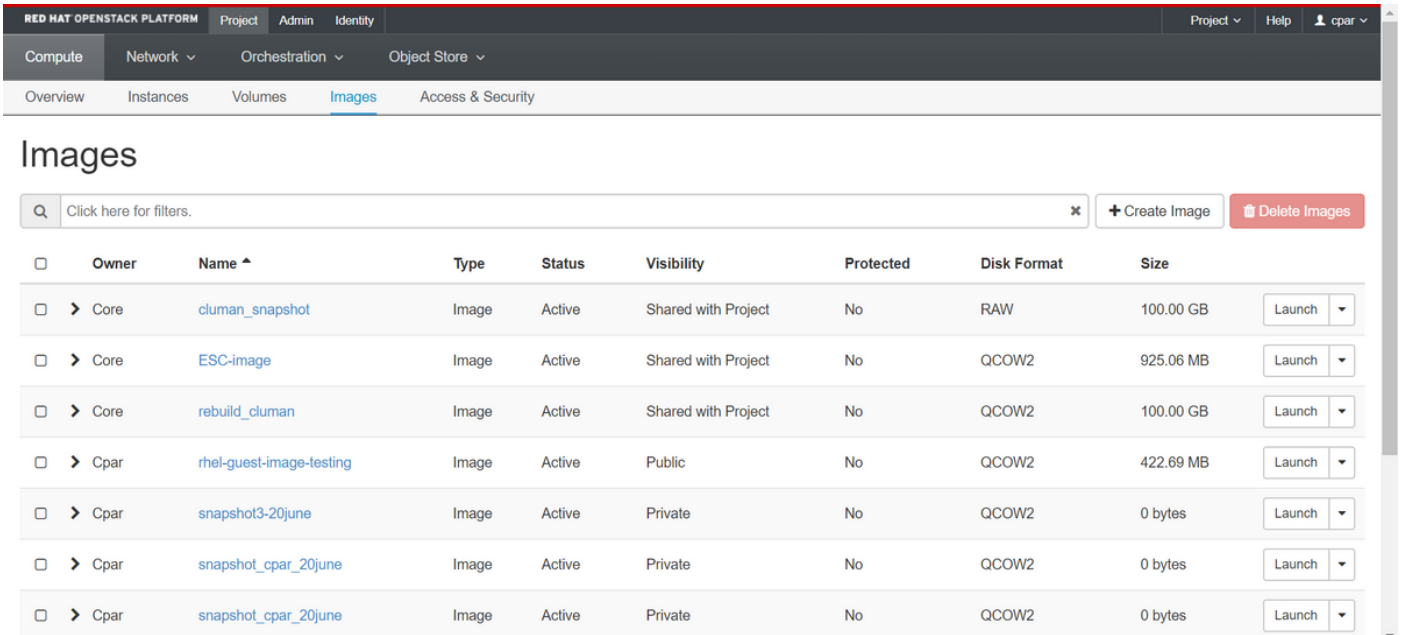 RED HAT OPENSTACK PLATFORM Project Admin Identity Project Help cpar
Compute Network Orchestration Object Store
Overview Instances Volumes Images Access & Security
Images
Click here for filters. Create Image Delete Images
Owner Name Type Status Visibility Protected Disk Format Size
Core cluman_snapshot Image Active Shared with Project No RAW 100.00 GB Launch
Core ESC-image Image Active Shared with Project No QCOW2 925.06 MB Launch
Core rebuild_cluman Image Active Shared with Project No QCOW2 100.00 GB Launch
Cpar rhel-guest-image-testing Image Active Public No QCOW2 422.69 MB Launch
Cpar snapshot3-20june Image Active Private No QCOW2 0 bytes Launch
Cpar snapshot_cpar_20june Image Active Private No QCOW2 0 bytes Launch
Cpar snapshot_cpar_20june Image Active Private No QCOW2 0 bytes Launch